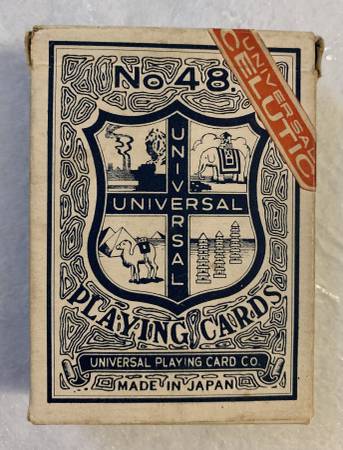 No 48.
UNIVERSAL
CELUTIC
UNIVERSAL
UNIVERSAL
PLAYING CARDS
UNIVERSAL PLAYING CARD CO.
MADE IN JAPAN